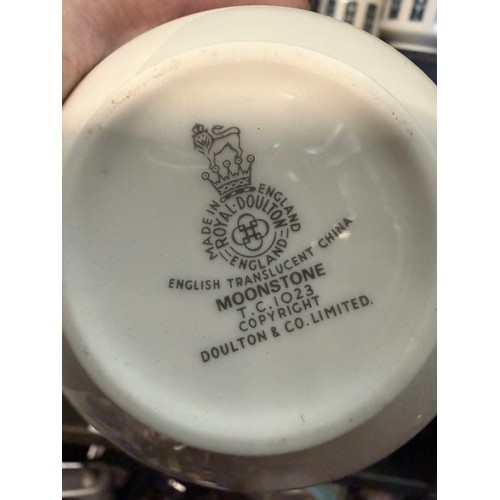 MADE IN ENGLAND
ROYAL·DOULTON
ENGLAND
ENGLISH TRANSLUCENT CHINA
MOONSTONE
T.C.1023
COPYRIGHT
DOULTON & CO. LIMITED.